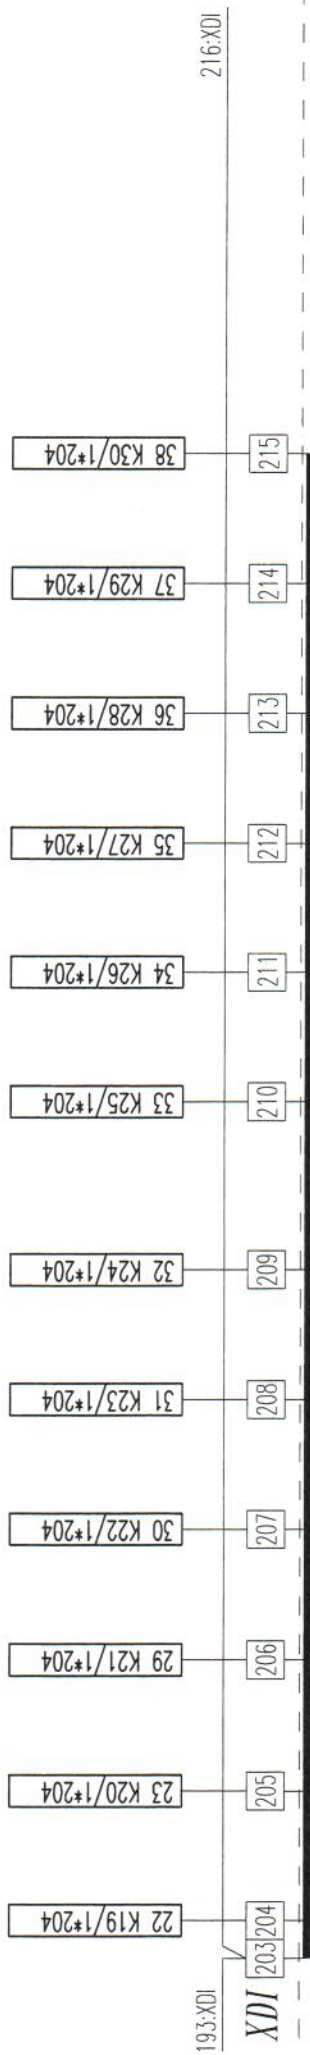 216:XDI
38 K30/1*204
215
37 K29/1*204
214
36 K28/1*204
213
35 K27/1*204
212
34 K26/1*204
211
33 K25/1*204
210
32 K24/1*204
209
31 K23/1*204
208
30 K22/1*204
207
29 K21/1*204
206
23 K20/1*204
205
22 K19/1*204
204
203
193:XDI
XDI